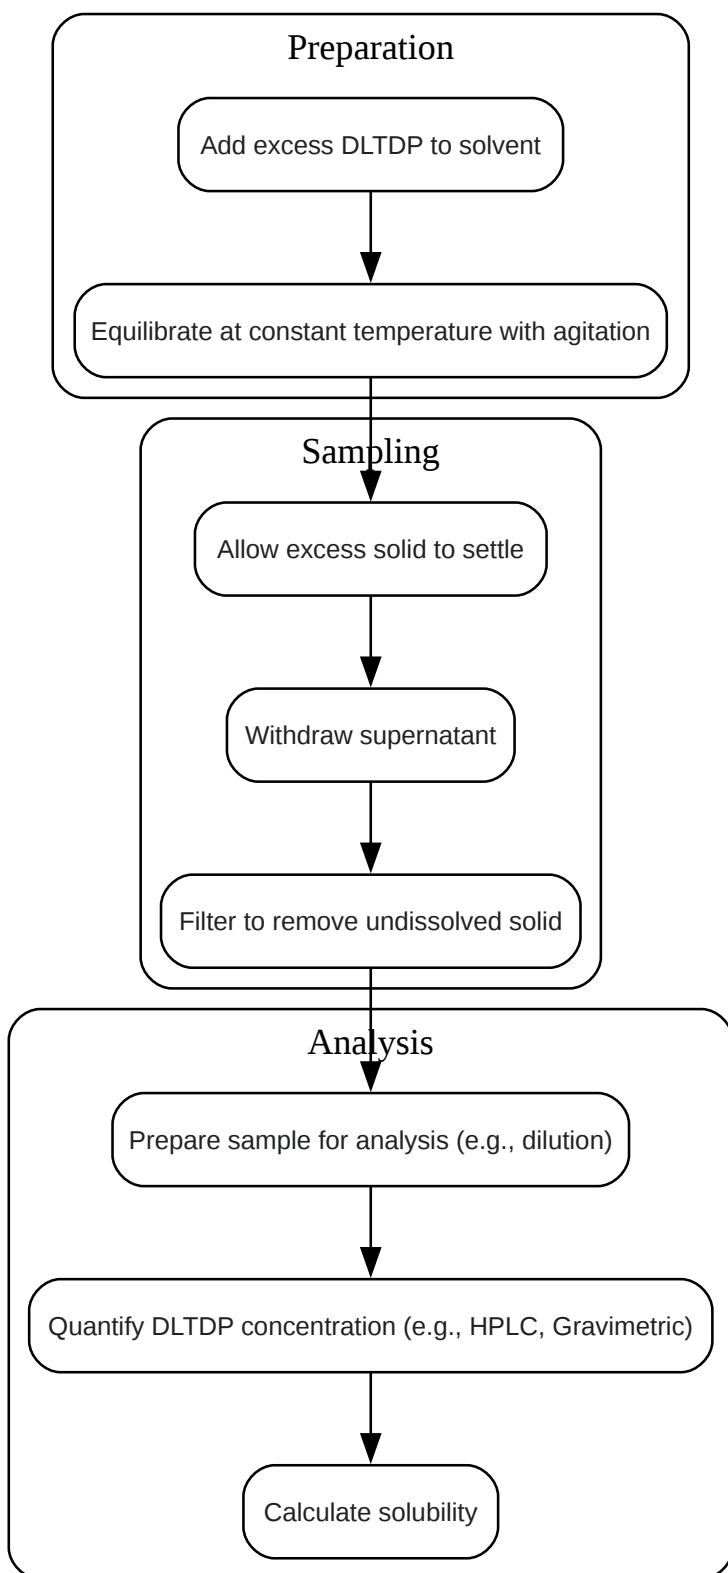 Preparation
Add excess DLTDP to solvent
Equilibrate at constant temperature with agitation
Sampling
Allow excess solid to settle
Withdraw supernatant
Filter to remove undissolved solid
Analysis
Prepare sample for analysis (e.g., dilution)
Quantify DLTDP concentration (e.g., HPLC, Gravimetric)
Calculate solubility